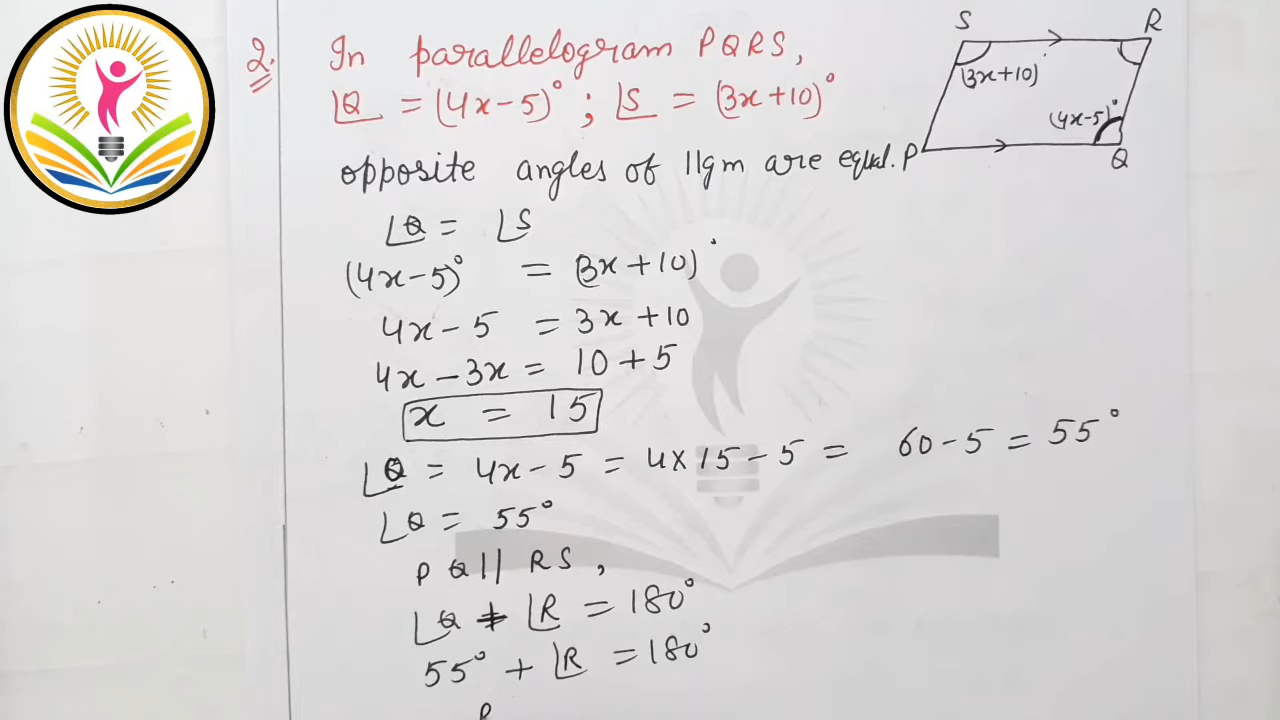 2.
In parallelogram PQRS,
∠Q = (4x-5)° ; ∠S = (3x+10)°
S
R
(3x+10)°
(4x-5)°
P
Q
opposite angles of ||gm are equal.
∠Q = ∠S
(4x-5)° = (3x+10)°
4x-5 = 3x+10
4x-3x = 10+5
x = 15
∠Q = 4x-5 = 4×15-5 = 60-5 = 55°
∠Q = 55°
PQ || RS,
∠Q + ∠R = 180°
55° + ∠R = 180°